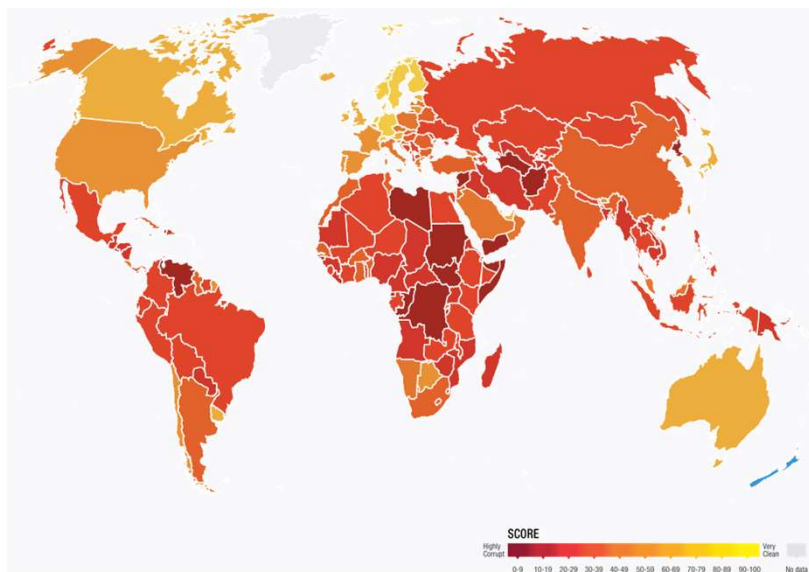 SCORE
Highly Corrupt
Very Clean
0-9 10-19 20-29 30-39 40-49 50-59 60-69 70-79 80-89 90-100 No data